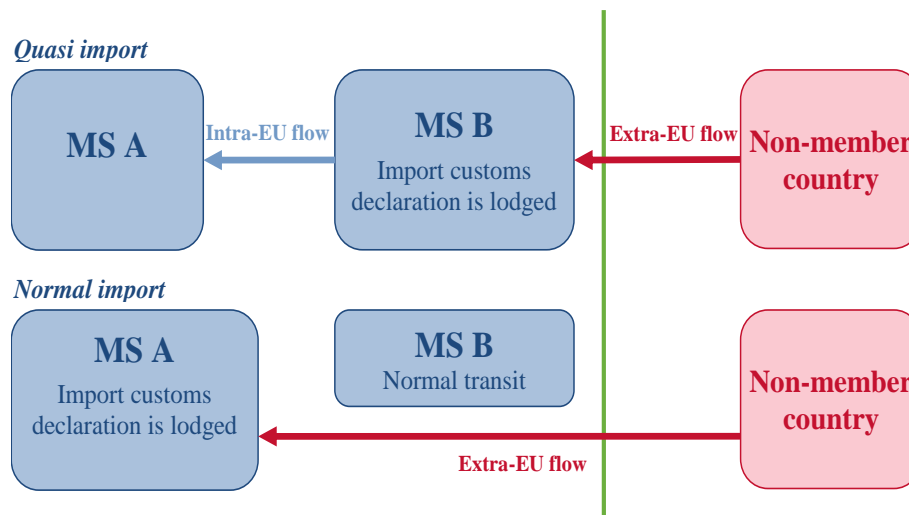 Quasi import
MS A
Intra-EU flow
MS B
Import customs
declaration is lodged
Extra-EU flow
Non-member
country
Normal import
MS A
Import customs
declaration is lodged
MS B
Normal transit
Extra-EU flow
Non-member
country